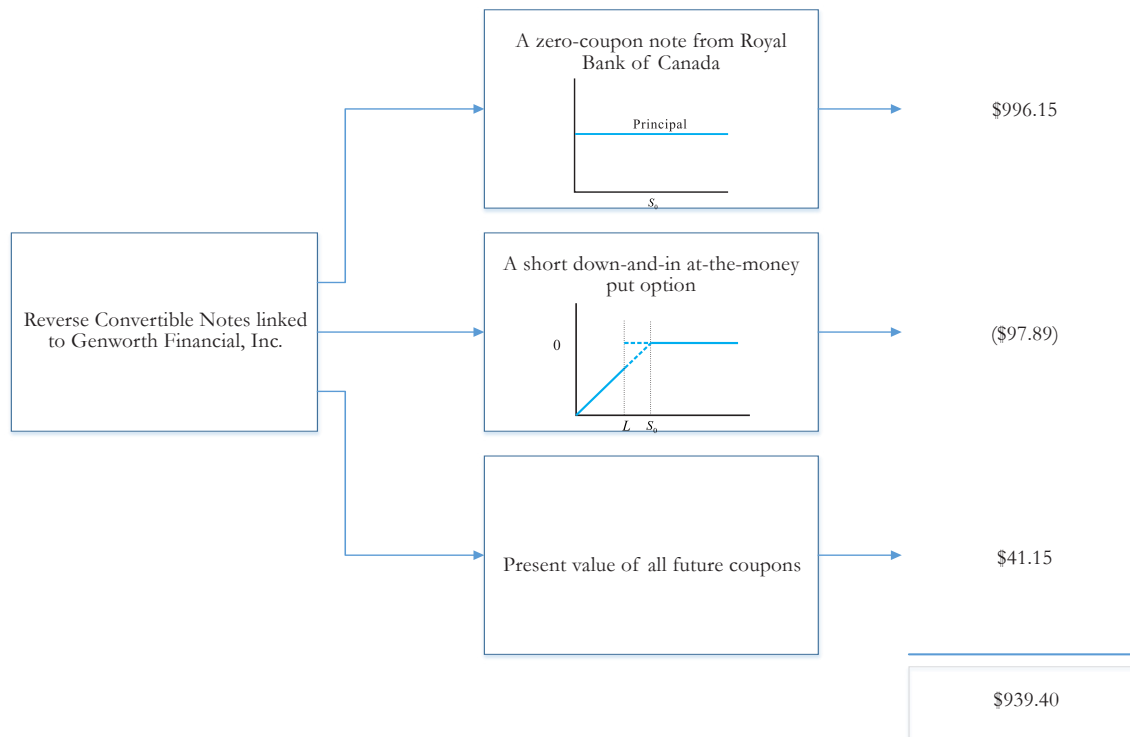 A zero-coupon note from Royal
Bank of Canada
Principal
S₀
$996.15
Reverse Convertible Notes linked
to Genworth Financial, Inc.
A short down-and-in at-the-money
put option
0
L S₀
($97.89)
Present value of all future coupons
$41.15
$939.40